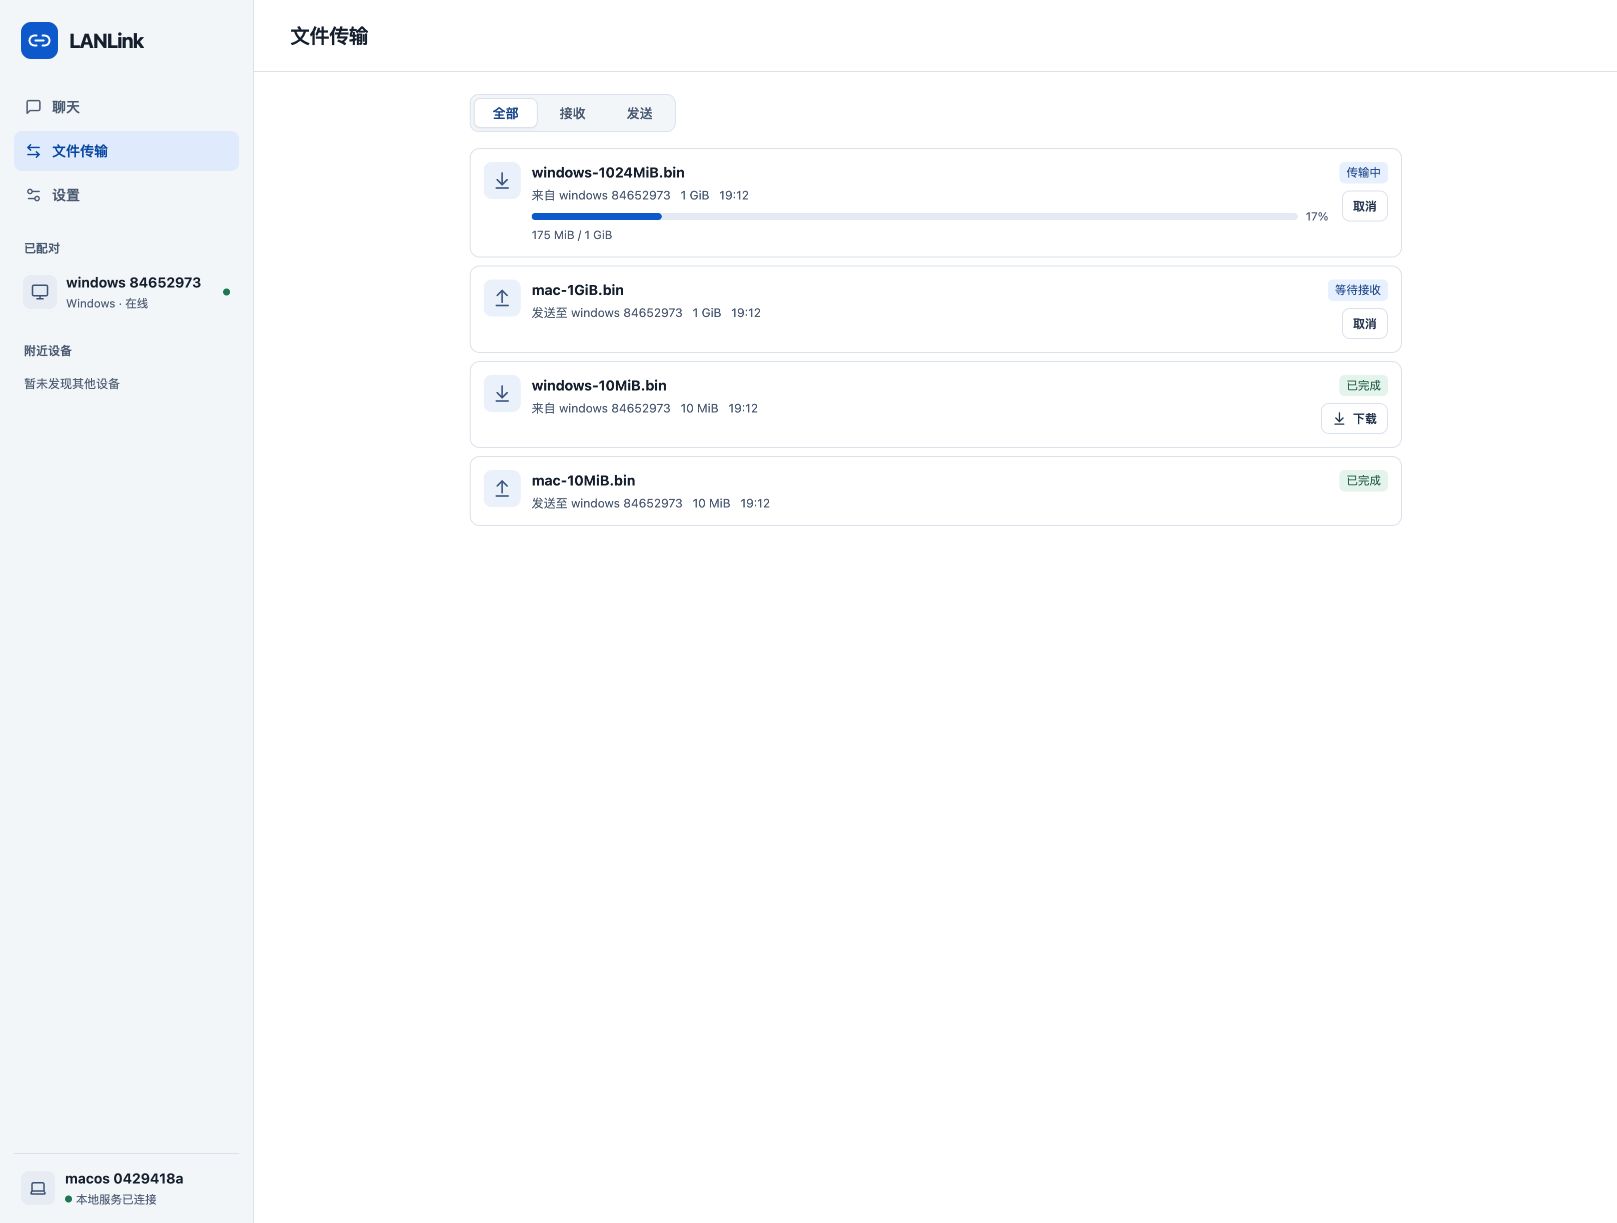 LANLink
聊天
文件传输
设置
已配对
windows 84652973
Windows · 在线
附近设备
暂未发现其他设备
macos 0429418a
本地服务已连接
文件传输
全部 接收 发送
windows-1024MiB.bin
传输中
来自 windows 84652973 1 GiB 19:12
取消
17%
175 MiB / 1 GiB
mac-1GiB.bin
等待接收
发送至 windows 84652973 1 GiB 19:12
取消
windows-10MiB.bin
已完成
来自 windows 84652973 10 MiB 19:12
下载
mac-10MiB.bin
已完成
发送至 windows 84652973 10 MiB 19:12